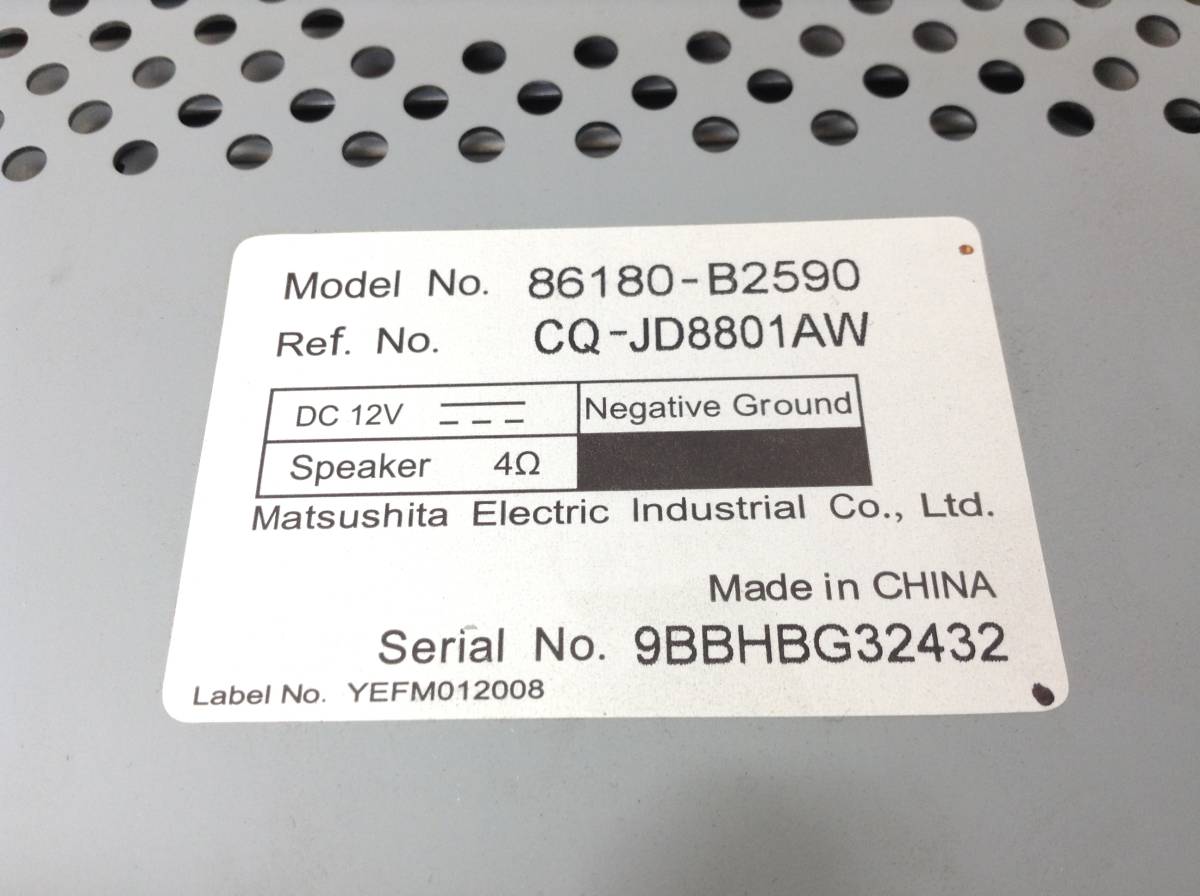 Model No. 86180-B2590
Ref. No. CQ-JD8801AW
DC 12V Negative Ground
Speaker 4Ω
Matsushita Electric Industrial Co., Ltd.
Made in CHINA
Serial No. 9BBHBG32432
Label No. YEFM012008